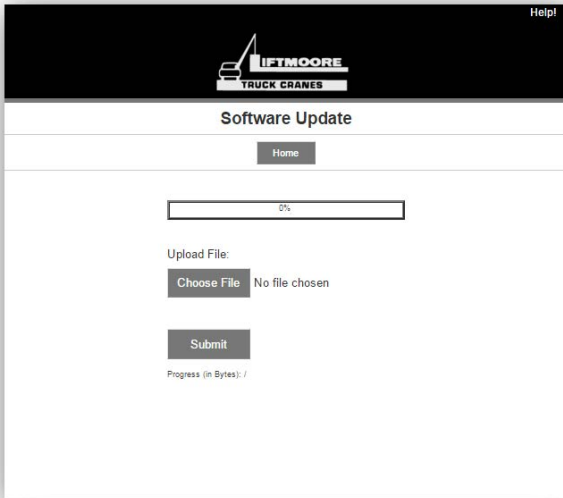 Help!
LIFTMOORE
TRUCK CRANES
Software Update
Home
0%
Upload File:
Choose File No file chosen
Submit
Progress (in Bytes): /